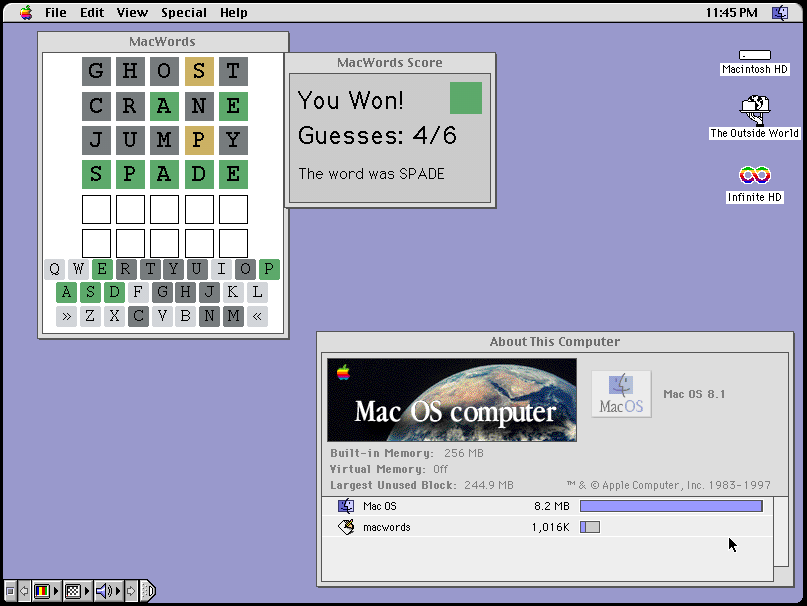 File Edit View Special Help 11:45 PM
MacWords
G H O S T
C R A N E
J U M P Y
S P A D E
Q W E R T Y U I O P
A S D F G H J K L
» Z X C V B N M «
MacWords Score
You Won!
Guesses: 4/6
The word was SPADE
Macintosh HD
The Outside World
Infinite HD
About This Computer
Mac OS computer
MacOS
Mac OS 8.1
Built-in Memory: 256 MB
Virtual Memory: Off
Largest Unused Block: 244.9 MB
™ & © Apple Computer, Inc. 1983-1997
Mac OS 8.2 MB
macwords 1,016K